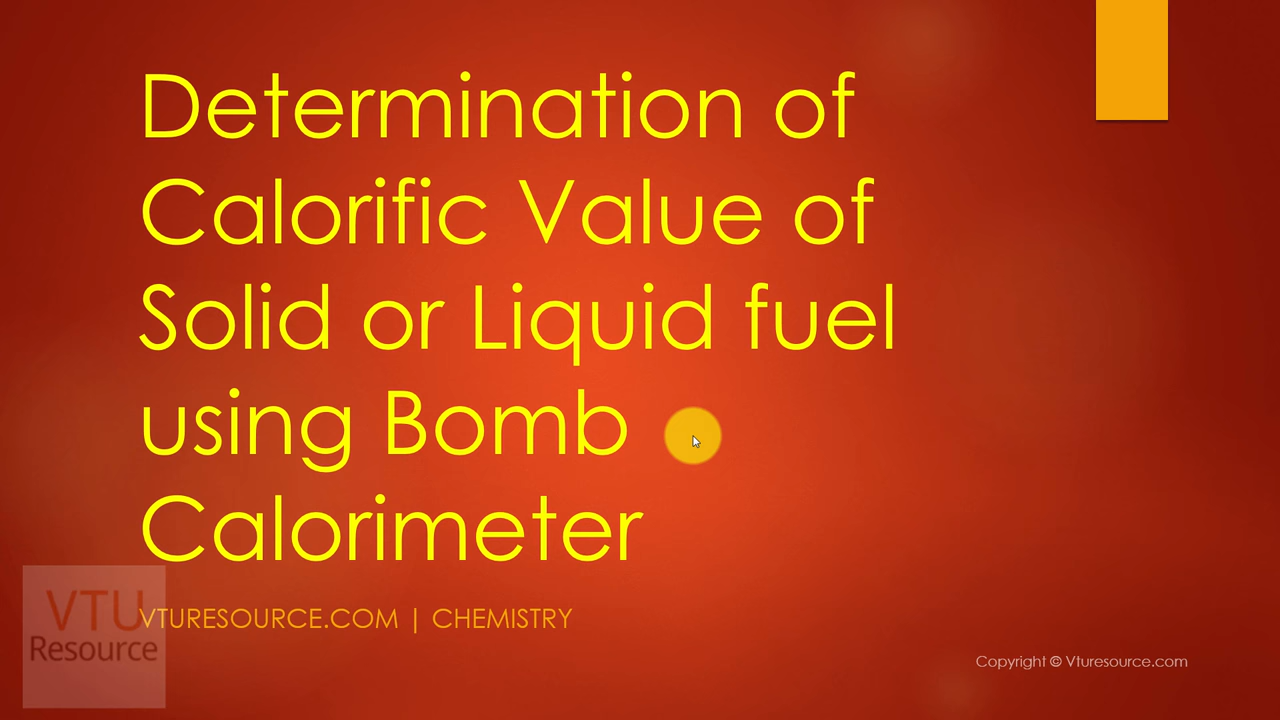 Determination of
Calorific Value of
Solid or Liquid fuel
using Bomb
Calorimeter
VTURESOURCE.COM | CHEMISTRY
VTU
Resource
Copyright © Vturesource.com